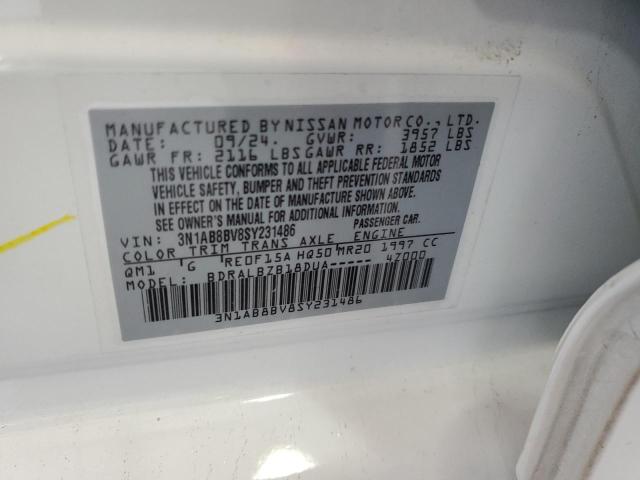 MANUFACTURED BY NISSAN MOTOR CO., LTD.
DATE: 09/24. GVWR: 3957 LBS
GAWR FR: 2116 LBS GAWR RR: 1852 LBS
THIS VEHICLE CONFORMS TO ALL APPLICABLE FEDERAL MOTOR
VEHICLE SAFETY, BUMPER AND THEFT PREVENTION STANDARDS
IN EFFECT ON THE DATE OF MANUFACTURE SHOWN ABOVE.
SEE OWNER'S MANUAL FOR ADDITIONAL INFORMATION.
VIN: 3N1AB8BV8SY231486 PASSENGER CAR.
COLOR TRIM TRANS AXLE ENGINE
QM1 G RE0F15A HQ50 MR20 1997 CC
MODEL: BDRALBZB18DUA----- 4Z000
3N1AB8BV8SY231486